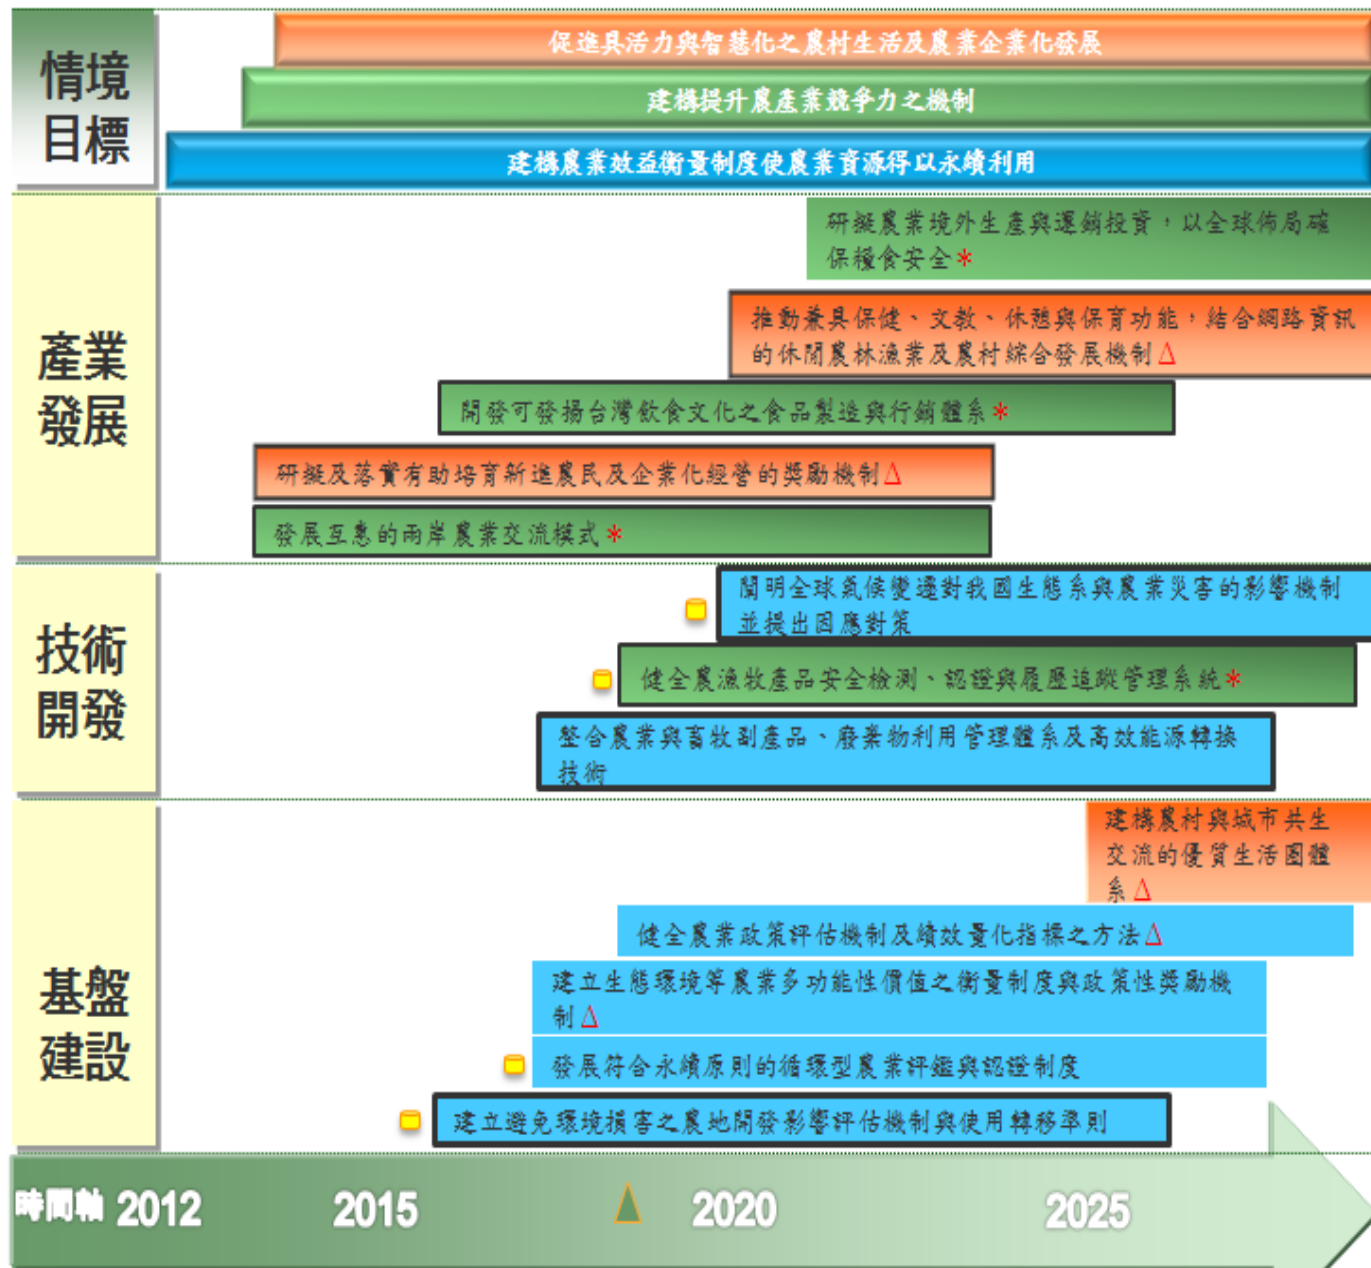 情境
目標
促進具活力與智慧化之農村生活及農業企業化發展
建構提升農產業競爭力之機制
建構農業效益衡量制度使農業資源得以永續利用
產業
發展
研擬農業境外生產與運銷投資，以全球佈局確
保糧食安全*
推動兼具保健、文教、休憩與保育功能，結合網路資訊
的休閒農林漁業及農村綜合發展機制△
開發可發揚台灣飲食文化之食品製造與行銷體系*
研擬及落實有助培育新進農民及企業化經營的獎勵機制△
發展互惠的兩岸農業交流模式*
技術
開發
闡明全球氣候變遷對我國生態系與農業災害的影響機制
並提出因應對策
健全農漁牧產品安全檢測、認證與履歷追蹤管理系統*
整合農業與畜牧副產品、廢棄物利用管理體系及高效能源轉換
技術
基盤
建設
建構農村與城市共生
交流的優質生活圈體
系△
健全農業政策評估機制及績效量化指標之方法△
建立生態環境等農業多功能性價值之衡量制度與政策性獎勵機
制△
發展符合永續原則的循環型農業評鑑與認證制度
建立避免環境損害之農地開發影響評估機制與使用轉移準則
時間軸 2012 2015 2020 2025